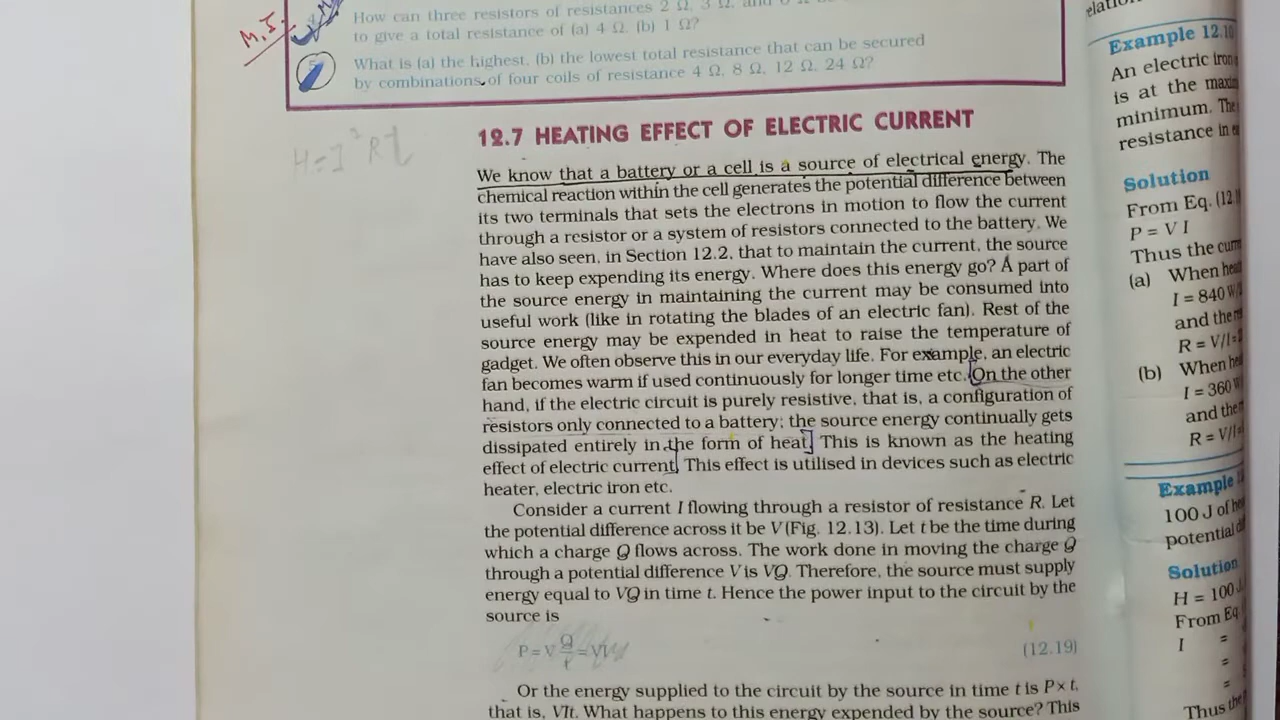 M.I.
How can three resistors of resistances 2 Ω, 3 Ω, and
to give a total resistance of (a) 4 Ω, (b) 1 Ω?
What is (a) the highest, (b) the lowest total resistance that can be secured
by combinations of four coils of resistance 4 Ω, 8 Ω, 12 Ω, 24 Ω?
H=I²Rt
12.7 HEATING EFFECT OF ELECTRIC CURRENT
We know that a battery or a cell is a source of electrical energy. The
chemical reaction within the cell generates the potential difference between
its two terminals that sets the electrons in motion to flow the current
through a resistor or a system of resistors connected to the battery. We
have also seen, in Section 12.2, that to maintain the current, the source
has to keep expending its energy. Where does this energy go? A part of
the source energy in maintaining the current may be consumed into
useful work (like in rotating the blades of an electric fan). Rest of the
source energy may be expended in heat to raise the temperature of
gadget. We often observe this in our everyday life. For example, an electric
fan becomes warm if used continuously for longer time etc. On the other
hand, if the electric circuit is purely resistive, that is, a configuration of
resistors only connected to a battery; the source energy continually gets
dissipated entirely in the form of heat. This is known as the heating
effect of electric current. This effect is utilised in devices such as electric
heater, electric iron etc.
Consider a current I flowing through a resistor of resistance R. Let
the potential difference across it be V (Fig. 12.13). Let t be the time during
which a charge Q flows across. The work done in moving the charge Q
through a potential difference V is VQ. Therefore, the source must supply
energy equal to VQ in time t. Hence the power input to the circuit by the
source is
P = V Q/t = VI (12.19)
Or the energy supplied to the circuit by the source in time t is P × t,
that is, VIt. What happens to this energy expended by the source? This
Example 12.10
An electric iron
is at the
minimum. The
resistance in
Solution
From Eq. (12.
P = V I
Thus the
(a) When
I = 840 W/
and the
R = V/I =
(b) When
I = 360 W
and the
R = V/I =
Example
100 J of
potential
Solution
H = 100 J
From Eq.
I =
=
=
=
Thus the